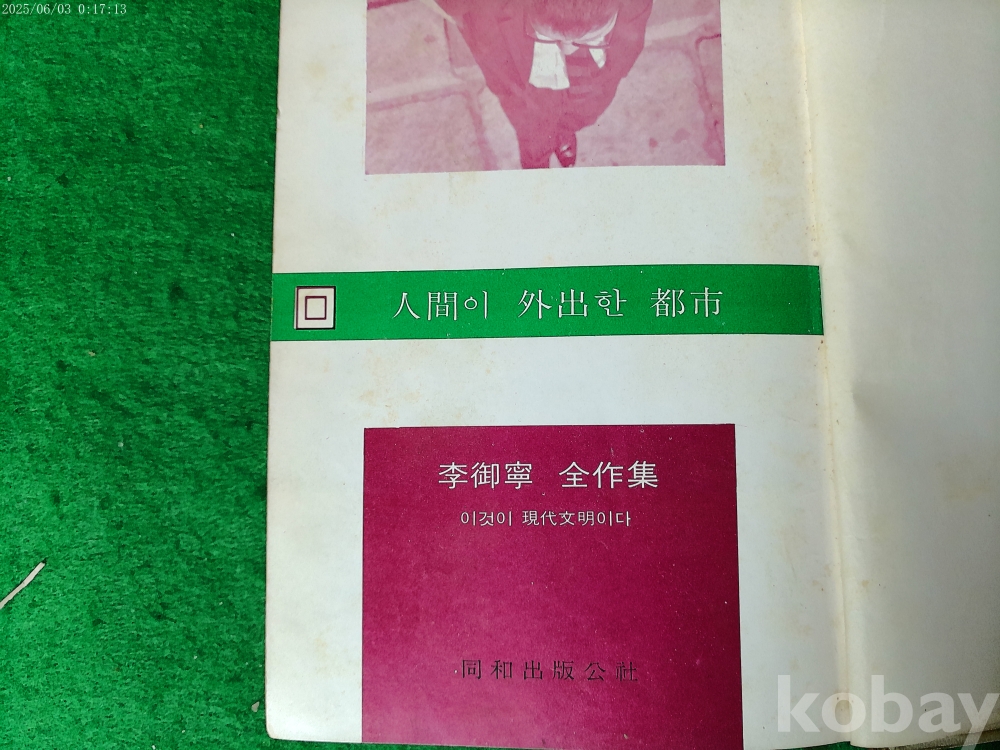 2025/06/03 0:17:13
人間이 外出한 都市
李御寧 全作集
이것이 現代文明이다
同和出版公社
kobay